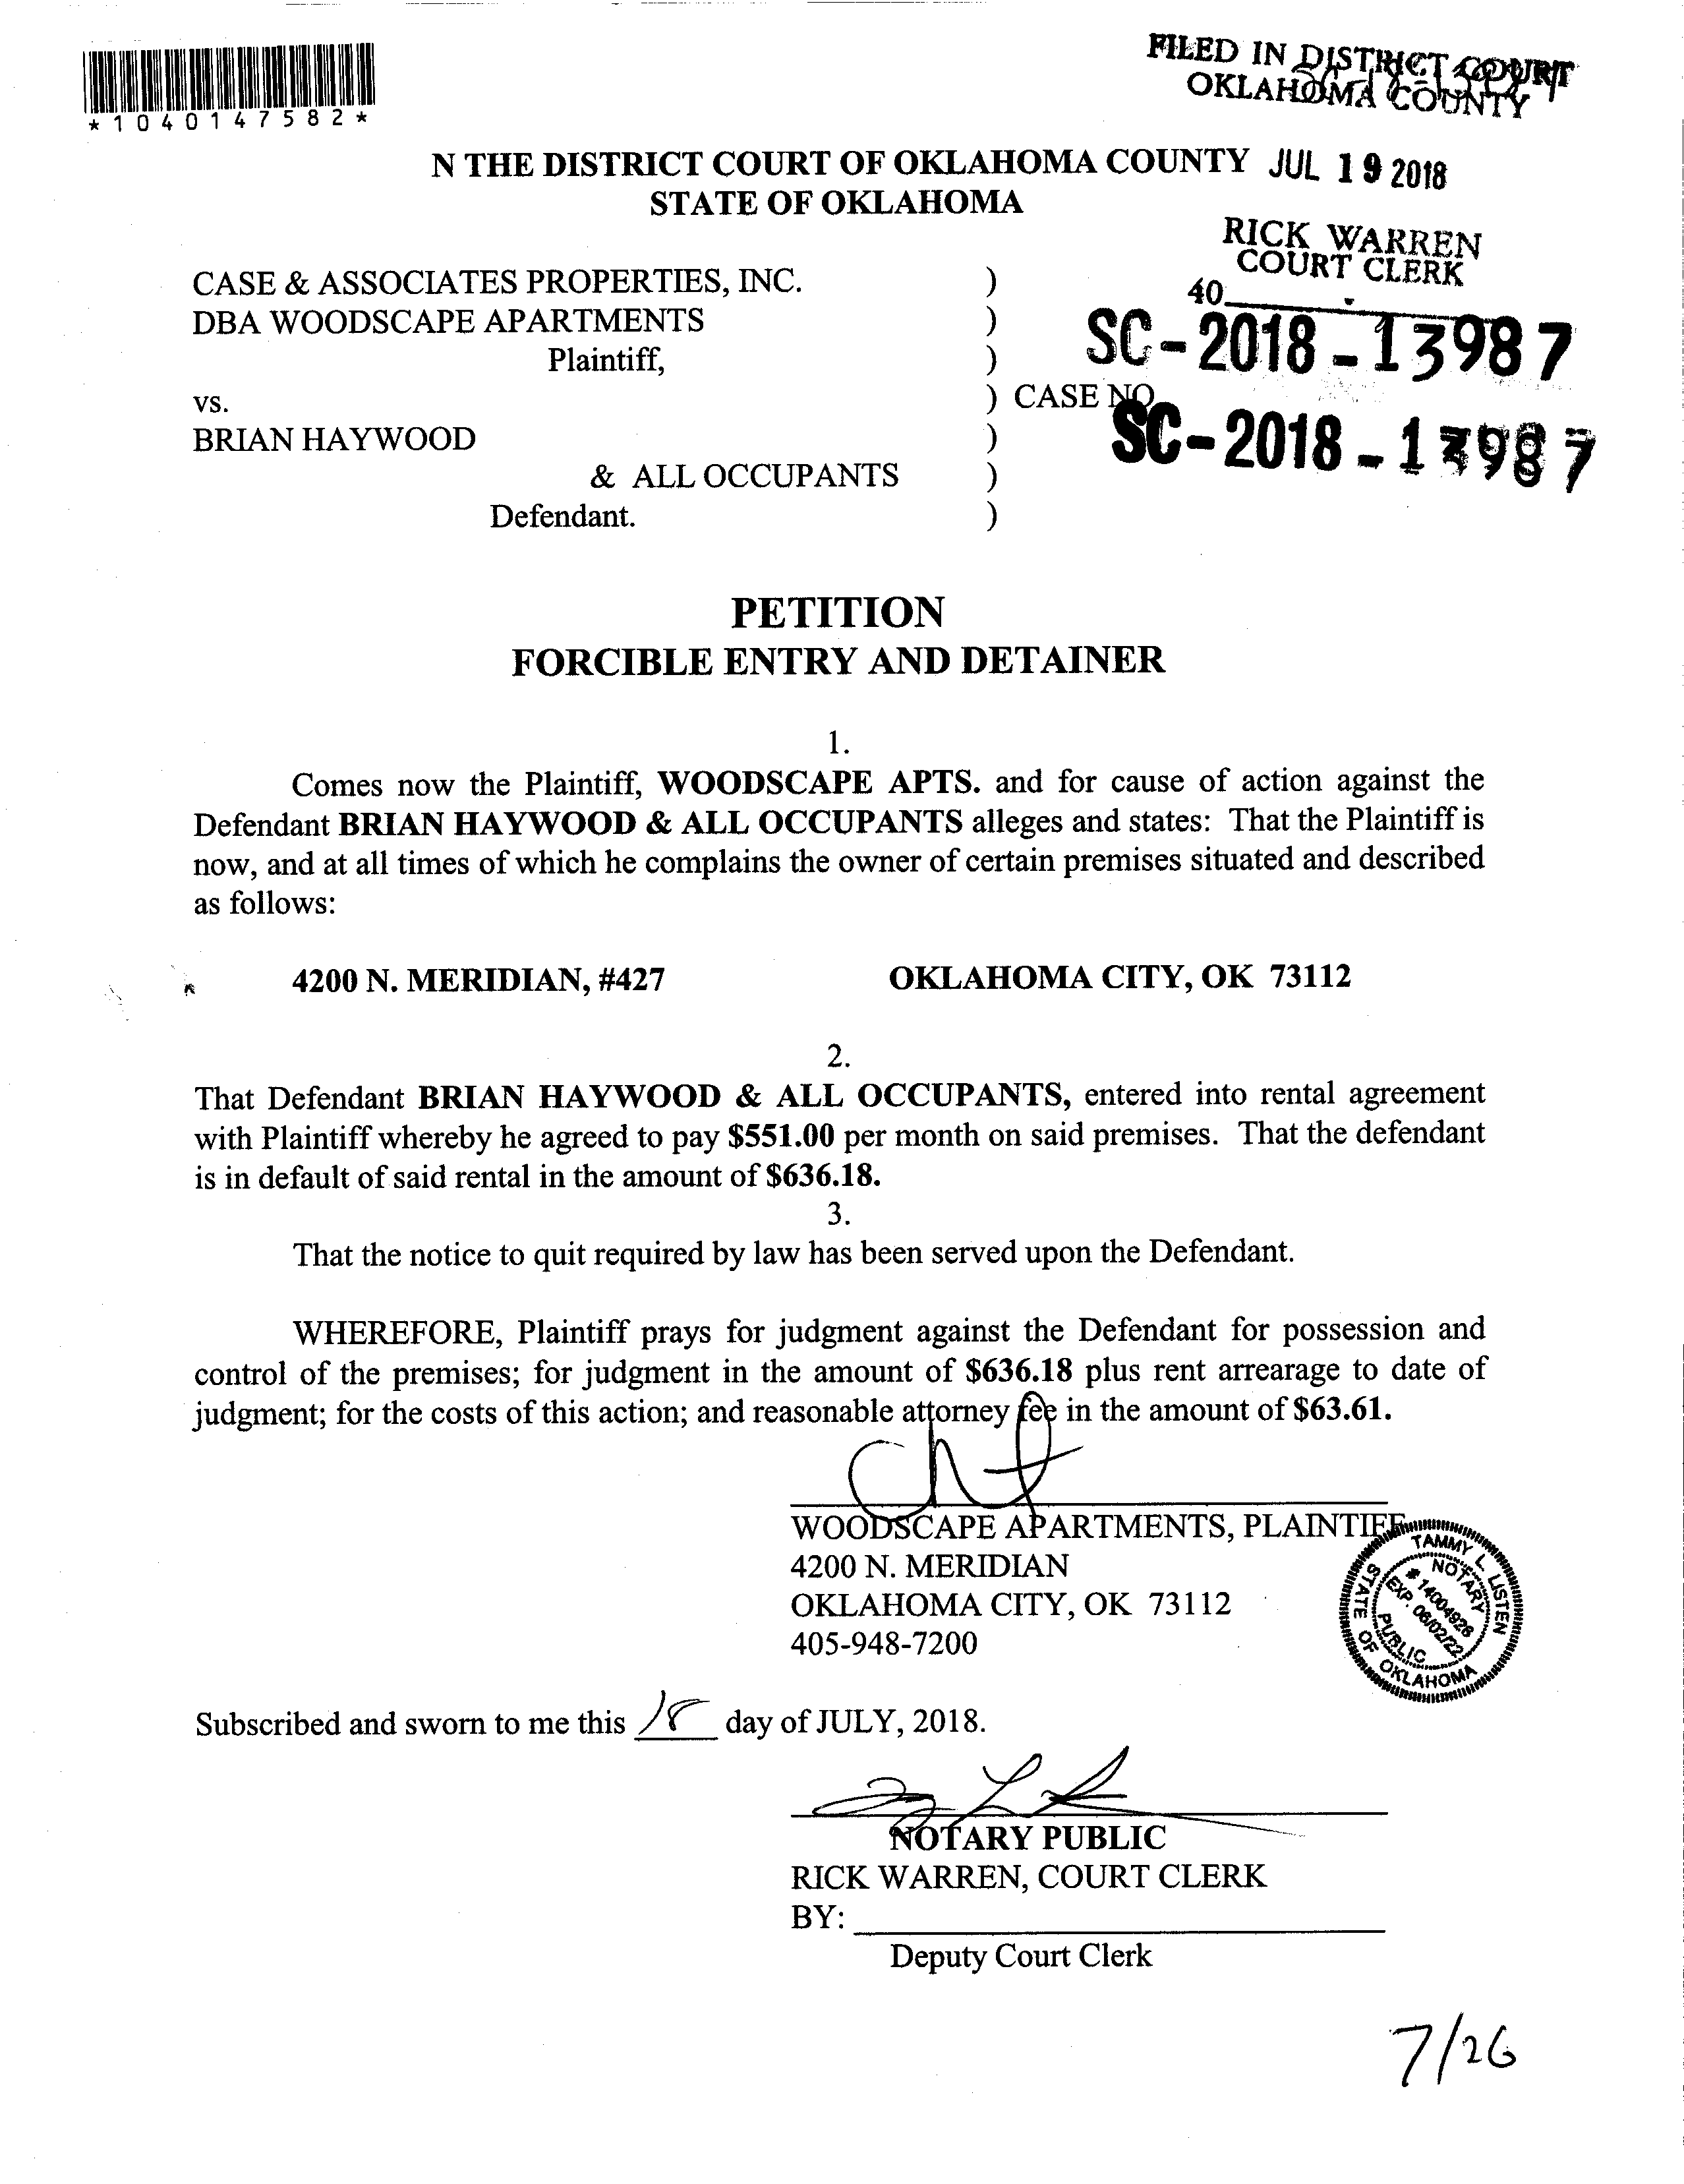 *1040147582*
FILED IN DISTRICT COURT
OKLAHOMA COUNTY
N THE DISTRICT COURT OF OKLAHOMA COUNTY JUL 19 2018
STATE OF OKLAHOMA
RICK WARREN
COURT CLERK
40
CASE & ASSOCIATES PROPERTIES, INC. )
DBA WOODSCAPE APARTMENTS )
SC-2018-13987
Plaintiff, )
vs. ) CASE NO.
SC-2018-13987
BRIAN HAYWOOD )
& ALL OCCUPANTS )
Defendant. )
PETITION
FORCIBLE ENTRY AND DETAINER
1.
Comes now the Plaintiff, WOODSCAPE APTS. and for cause of action against the
Defendant BRIAN HAYWOOD & ALL OCCUPANTS alleges and states: That the Plaintiff is
now, and at all times of which he complains the owner of certain premises situated and described
as follows:
4200 N. MERIDIAN, #427 OKLAHOMA CITY, OK 73112
2.
That Defendant BRIAN HAYWOOD & ALL OCCUPANTS, entered into rental agreement
with Plaintiff whereby he agreed to pay $551.00 per month on said premises. That the defendant
is in default of said rental in the amount of $636.18.
3.
That the notice to quit required by law has been served upon the Defendant.
WHEREFORE, Plaintiff prays for judgment against the Defendant for possession and
control of the premises; for judgment in the amount of $636.18 plus rent arrearage to date of
judgment; for the costs of this action; and reasonable attorney fee in the amount of $63.61.
WOODSCAPE APARTMENTS, PLAINTIFF
4200 N. MERIDIAN
OKLAHOMA CITY, OK 73112
405-948-7200
TAMMY L LISTEN
NOTARY
# 14004926
EXP. 06/02/22
PUBLIC
STATE OF OKLAHOMA
Subscribed and sworn to me this 18 day of JULY, 2018.
NOTARY PUBLIC
RICK WARREN, COURT CLERK
BY:
Deputy Court Clerk
7/26